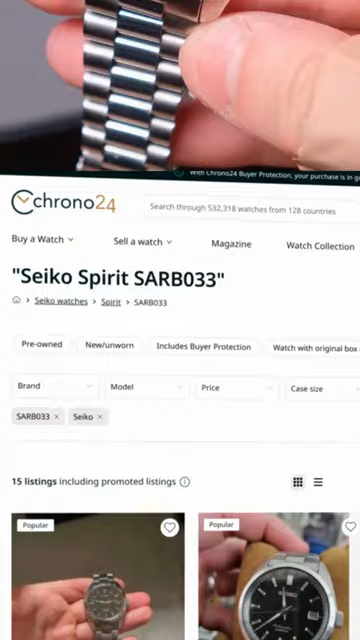 With Chrono24 Buyer Protection, your purchase is in
Chrono24
Search through 532,318 watches from 128 countries
Buy a Watch
Sell a watch
Magazine
Watch Collection
"Seiko Spirit SARB033"
Seiko watches > Spirit > SARB033
Pre-owned
New/unworn
Includes Buyer Protection
Watch with original box
Brand
Model
Price
Case size
SARB033 ×
Seiko ×
15 listings including promoted listings
Popular
Popular
SEIKO